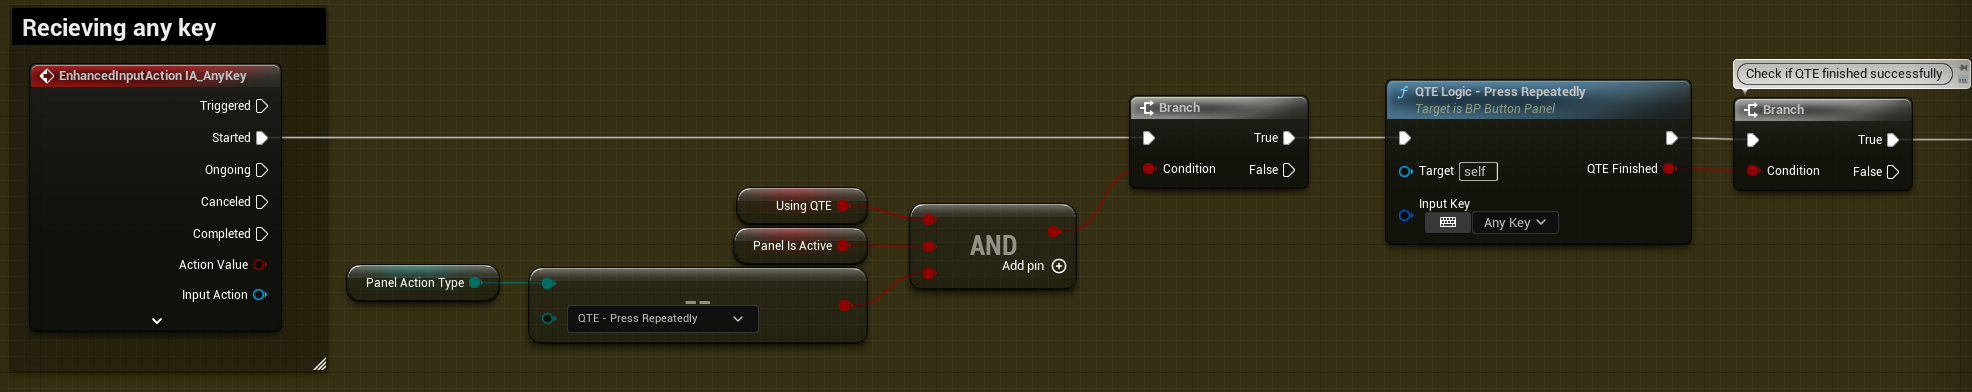 Recieving any key
EnhancedInputAction IA_AnyKey
Triggered
Started
Ongoing
Canceled
Completed
Action Value
Input Action
Panel Action Type
Using QTE
Panel Is Active
==
QTE - Press Repeatedly
AND
Add pin
Branch
True
Condition
False
QTE Logic - Press Repeatedly
Target is BP Button Panel
Target self
QTE Finished
Input Key
Any Key
Check if QTE finished successfully
Branch
True
Condition
False